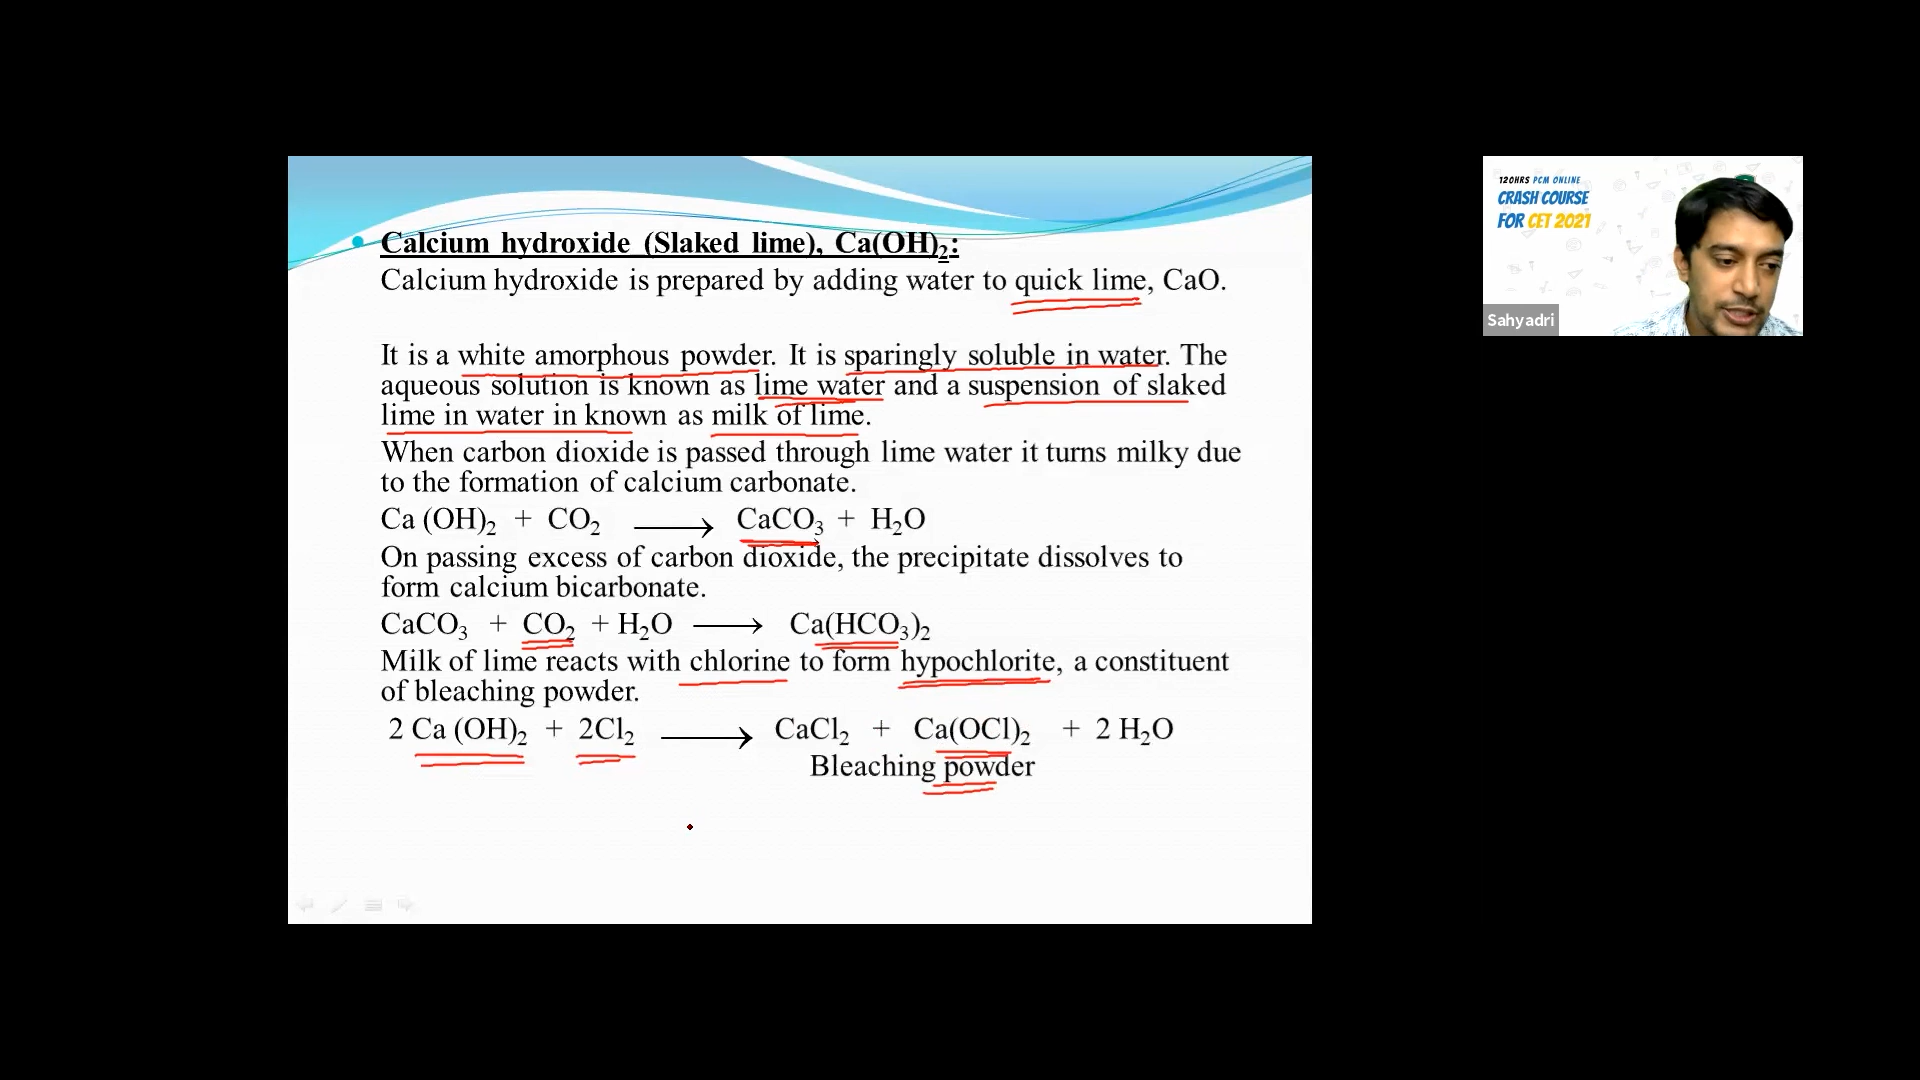 Calcium hydroxide (Slaked lime), Ca(OH)₂:
Calcium hydroxide is prepared by adding water to quick lime, CaO.
It is a white amorphous powder. It is sparingly soluble in water. The
aqueous solution is known as lime water and a suspension of slaked
lime in water in known as milk of lime.
When carbon dioxide is passed through lime water it turns milky due
to the formation of calcium carbonate.
Ca (OH)₂ + CO₂ ⟶ CaCO₃ + H₂O
On passing excess of carbon dioxide, the precipitate dissolves to
form calcium bicarbonate.
CaCO₃ + CO₂ + H₂O ⟶ Ca(HCO₃)₂
Milk of lime reacts with chlorine to form hypochlorite, a constituent
of bleaching powder.
2 Ca (OH)₂ + 2Cl₂ ⟶ CaCl₂ + Ca(OCl)₂ + 2 H₂O
Bleaching powder
120HRS PCM ONLINE
CRASH COURSE
FOR CET 2021
Sahyadri